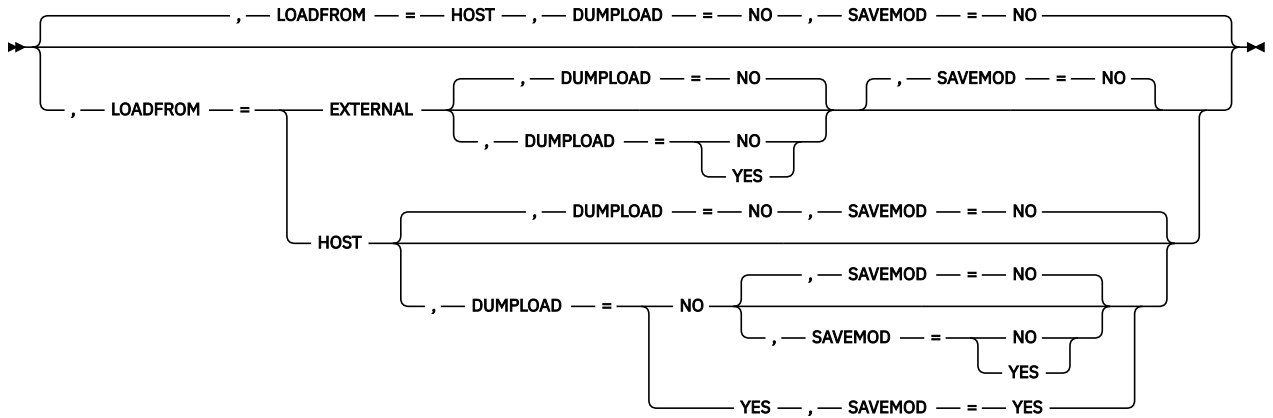 , LOADFROM = HOST , DUMPLOAD = NO , SAVEMOD = NO
, DUMPLOAD = NO , SAVEMOD = NO
, LOADFROM = EXTERNAL
, DUMPLOAD = NO
YES
, DUMPLOAD = NO , SAVEMOD = NO
HOST
, SAVEMOD = NO
, DUMPLOAD = NO
, SAVEMOD = NO
YES
YES , SAVEMOD = YES